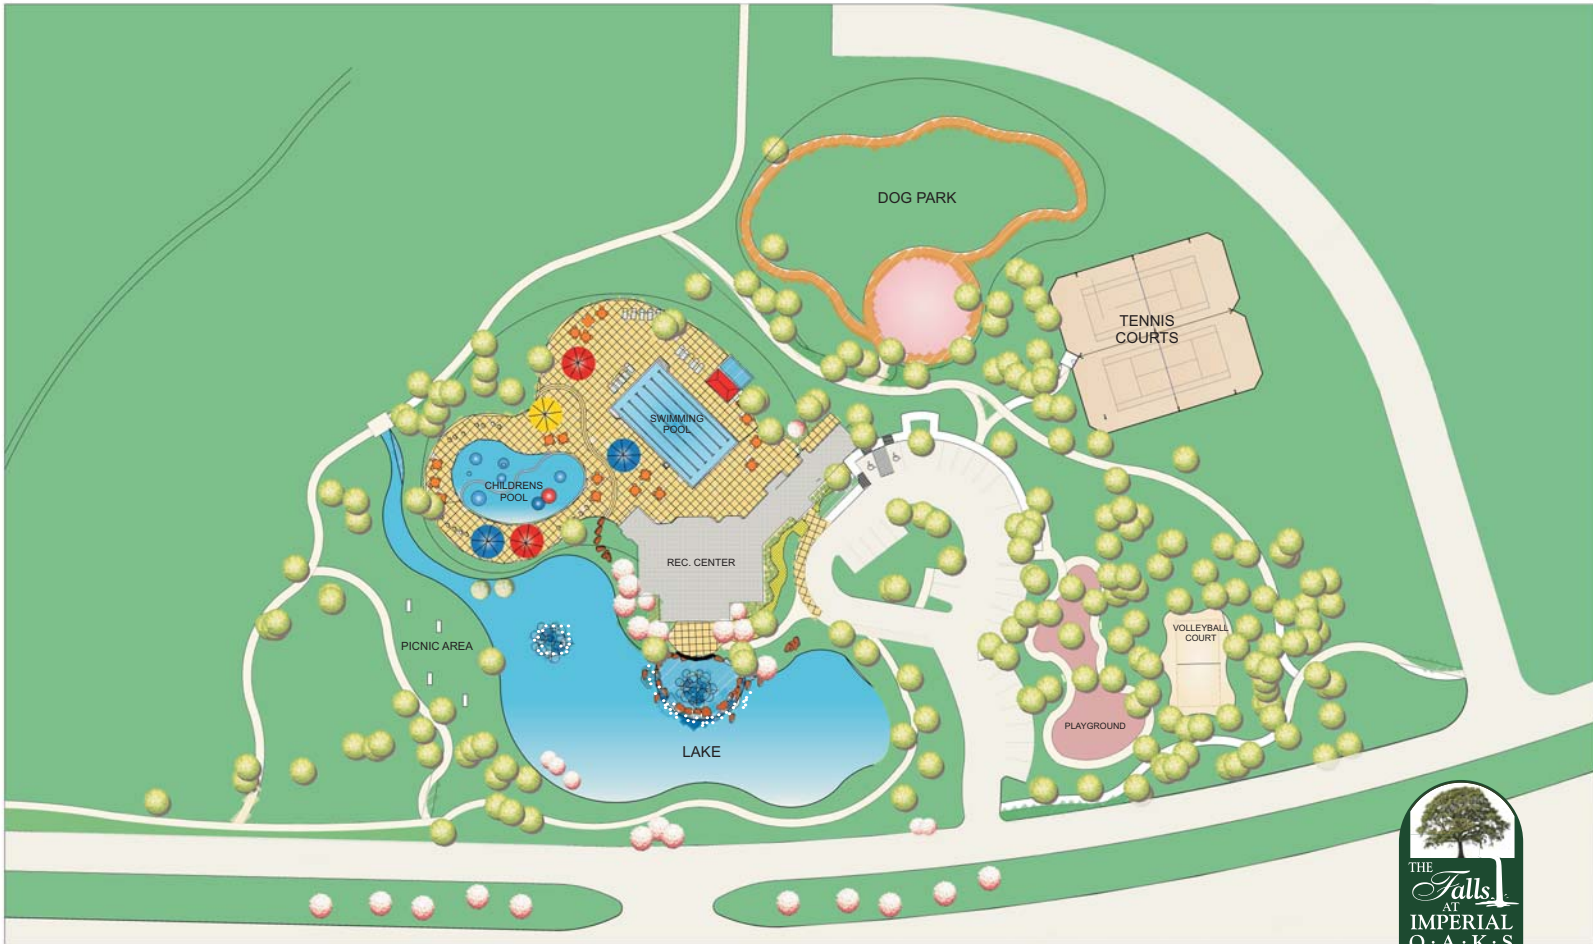 DOG PARK
TENNIS
COURTS
SWIMMING
POOL
CHILDRENS
POOL
REC. CENTER
PICNIC AREA
VOLLEYBALL
COURT
PLAYGROUND
LAKE
THE
Falls
AT
IMPERIAL
O·A·K·S